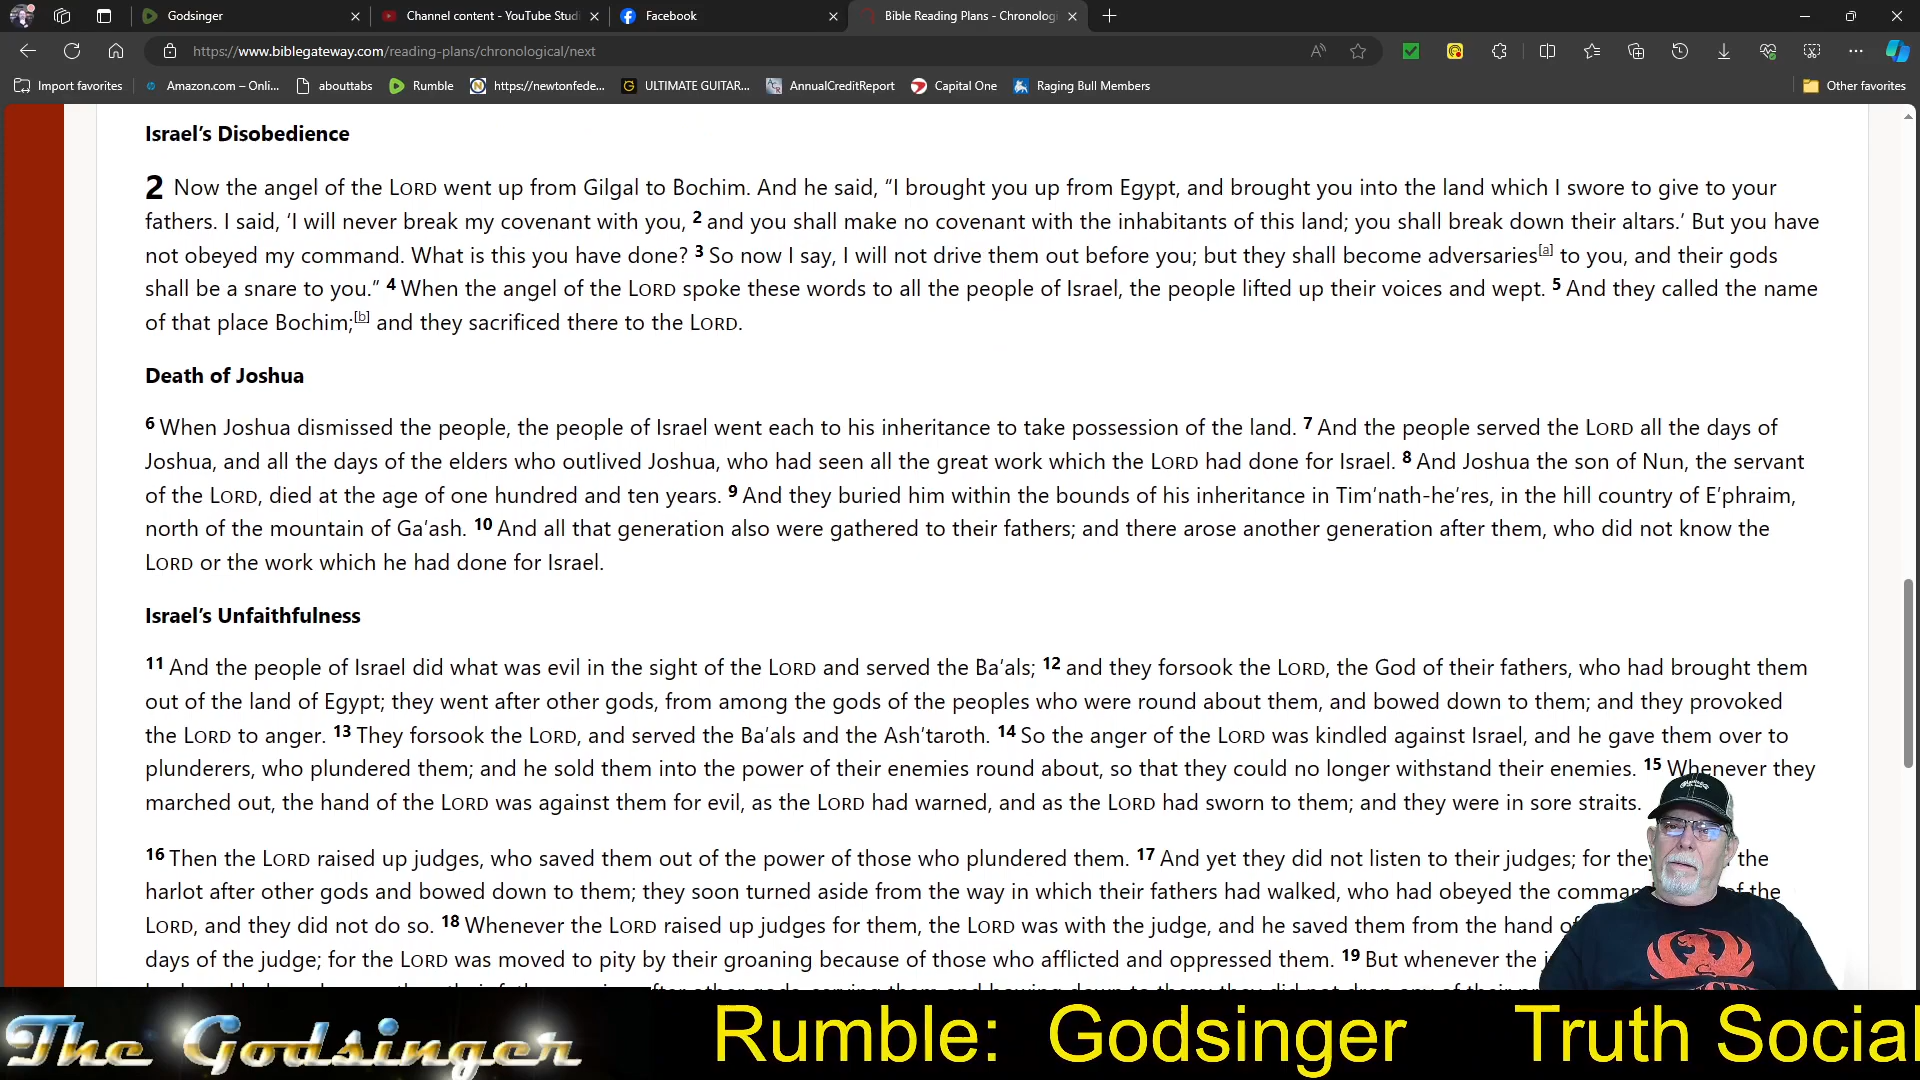 Godsinger
Channel content - YouTube Studi
Facebook
Bible Reading Plans - Chronologi
https://www.biblegateway.com/reading-plans/chronological/next
Import favorites
Amazon.com – Onli...
abouttabs
Rumble
https://newtonfede...
ULTIMATE GUITAR...
AnnualCreditReport
Capital One
Raging Bull Members
Other favorites
Israel’s Disobedience
2 Now the angel of the LORD went up from Gilgal to Bochim. And he said, “I brought you up from Egypt, and brought you into the land which I swore to give to your
fathers. I said, ‘I will never break my covenant with you, 2 and you shall make no covenant with the inhabitants of this land; you shall break down their altars.’ But you have
not obeyed my command. What is this you have done? 3 So now I say, I will not drive them out before you; but they shall become adversaries[a] to you, and their gods
shall be a snare to you.” 4 When the angel of the LORD spoke these words to all the people of Israel, the people lifted up their voices and wept. 5 And they called the name
of that place Bochim;[b] and they sacrificed there to the LORD.
Death of Joshua
6 When Joshua dismissed the people, the people of Israel went each to his inheritance to take possession of the land. 7 And the people served the LORD all the days of
Joshua, and all the days of the elders who outlived Joshua, who had seen all the great work which the LORD had done for Israel. 8 And Joshua the son of Nun, the servant
of the LORD, died at the age of one hundred and ten years. 9 And they buried him within the bounds of his inheritance in Tim′nath-he′res, in the hill country of E′phraim,
north of the mountain of Ga′ash. 10 And all that generation also were gathered to their fathers; and there arose another generation after them, who did not know the
LORD or the work which he had done for Israel.
Israel’s Unfaithfulness
11 And the people of Israel did what was evil in the sight of the LORD and served the Ba′als; 12 and they forsook the LORD, the God of their fathers, who had brought them
out of the land of Egypt; they went after other gods, from among the gods of the peoples who were round about them, and bowed down to them; and they provoked
the LORD to anger. 13 They forsook the LORD, and served the Ba′als and the Ash′taroth. 14 So the anger of the LORD was kindled against Israel, and he gave them over to
plunderers, who plundered them; and he sold them into the power of their enemies round about, so that they could no longer withstand their enemies. 15 Whenever they
marched out, the hand of the LORD was against them for evil, as the LORD had warned, and as the LORD had sworn to them; and they were in sore straits.
16 Then the LORD raised up judges, who saved them out of the power of those who plundered them. 17 And yet they did not listen to their judges; for they the
harlot after other gods and bowed down to them; they soon turned aside from the way in which their fathers had walked, who had obeyed the comman of the
LORD, and they did not do so. 18 Whenever the LORD raised up judges for them, the LORD was with the judge, and he saved them from the hand of
days of the judge; for the LORD was moved to pity by their groaning because of those who afflicted and oppressed them. 19 But whenever the j
The Godsinger
Rumble: Godsinger
Truth Social